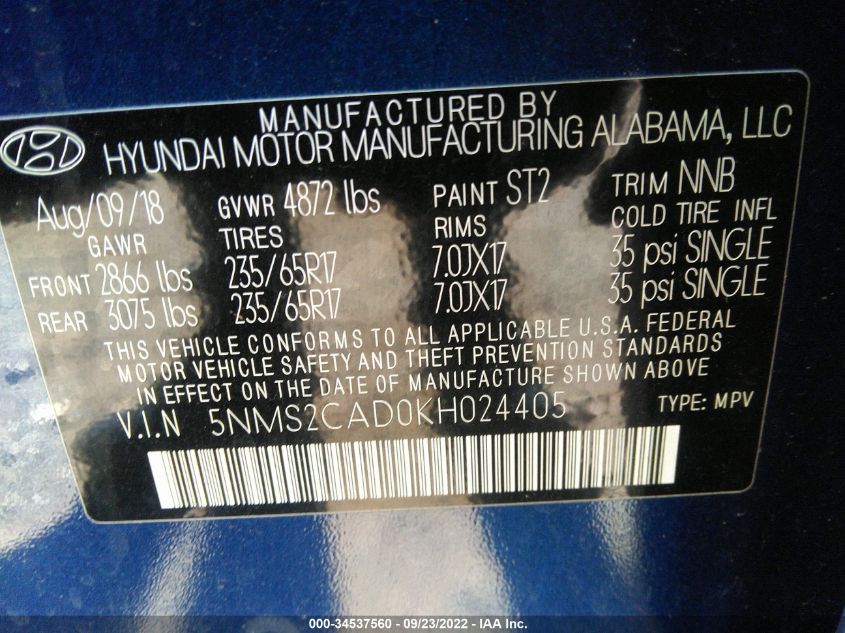 MANUFACTURED BY
HYUNDAI MOTOR MANUFACTURING ALABAMA, LLC
Aug/09/18 GVWR 4872 lbs PAINT ST2 TRIM NNB
GAWR TIRES RIMS COLD TIRE INFL
FRONT 2866 lbs 235/65R17 7.0JX17 35 psi SINGLE
REAR 3075 lbs 235/65R17 7.0JX17 35 psi SINGLE
THIS VEHICLE CONFORMS TO ALL APPLICABLE U.S.A. FEDERAL
MOTOR VEHICLE SAFETY AND THEFT PREVENTION STANDARDS
IN EFFECT ON THE DATE OF MANUFACTURE SHOWN ABOVE
V.I.N 5NMS2CAD0KH024405 TYPE: MPV
000-34537560 - 09/23/2022 - IAA Inc.